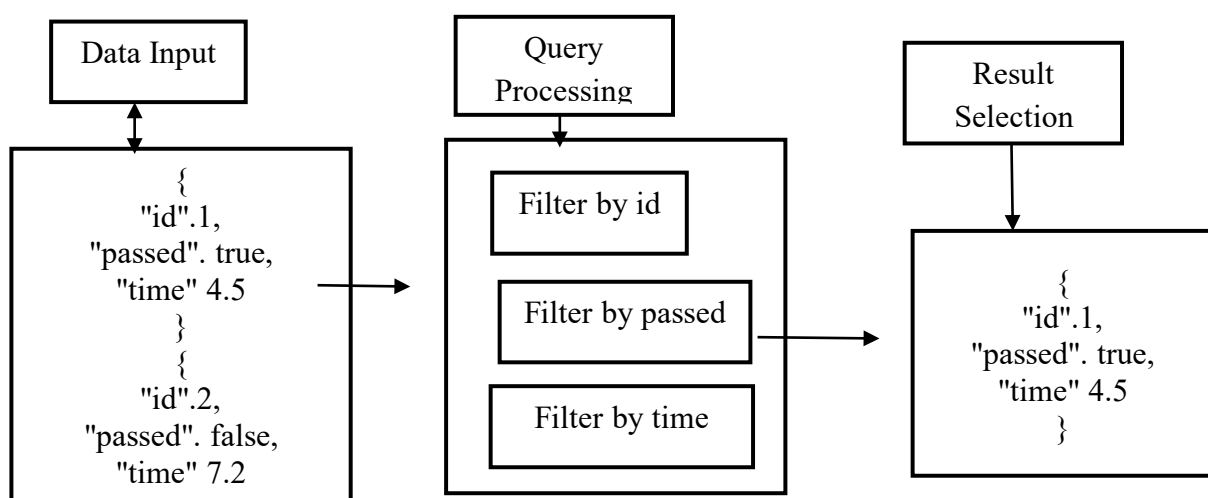 Data Input
{
"id".1,
"passed". true,
"time" 4.5
}
{
"id".2,
"passed". false,
"time" 7.2
Query
Processing
Filter by id
Filter by passed
Filter by time
Result
Selection
{
"id".1,
"passed". true,
"time" 4.5
}